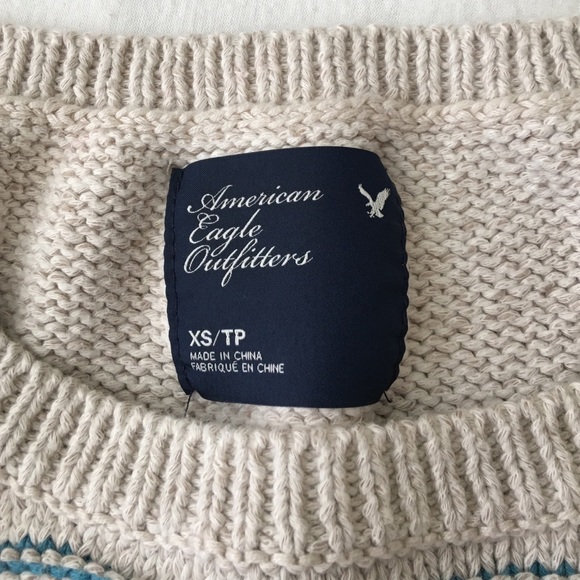 American
Eagle
Outfitters
XS/TP
MADE IN CHINA
FABRIQUÉ EN CHINE